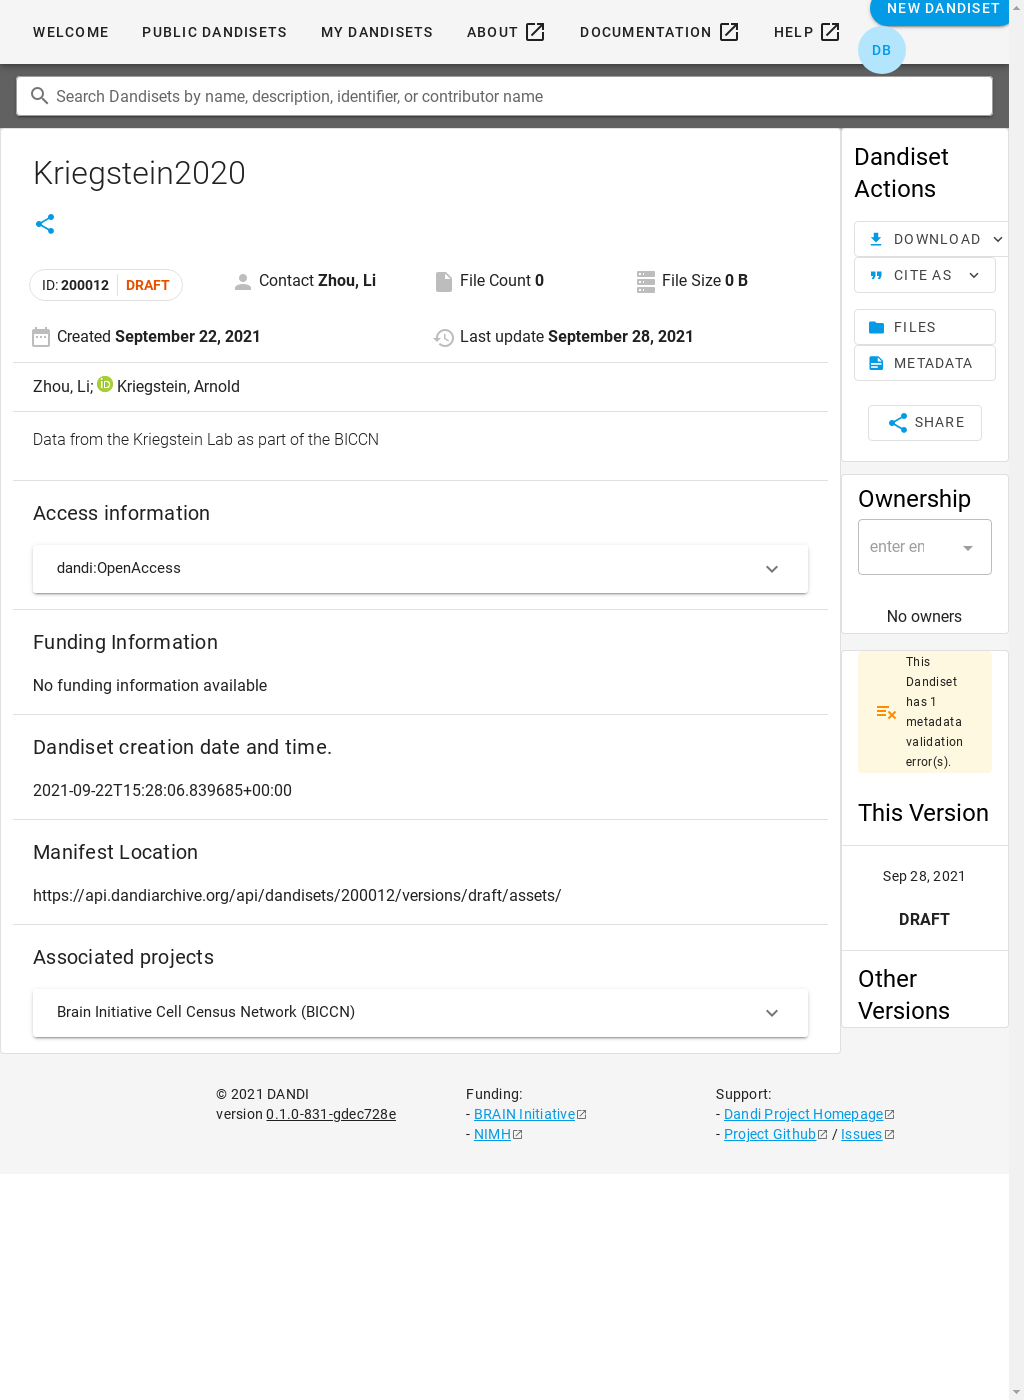 WELCOME PUBLIC DANDISETS MY DANDISETS ABOUT DOCUMENTATION HELP NEW DANDISET
DB
Search Dandisets by name, description, identifier, or contributor name
Kriegstein2020
ID: 200012 DRAFT Contact Zhou, Li File Count 0 File Size 0 B
Created September 22, 2021 Last update September 28, 2021
Zhou, Li; iD Kriegstein, Arnold
Data from the Kriegstein Lab as part of the BICCN
Access information
dandi:OpenAccess
Funding Information
No funding information available
Dandiset creation date and time.
2021-09-22T15:28:06.839685+00:00
Manifest Location
https://api.dandiarchive.org/api/dandisets/200012/versions/draft/assets/
Associated projects
Brain Initiative Cell Census Network (BICCN)
Dandiset
Actions
DOWNLOAD
CITE AS
FILES
METADATA
SHARE
Ownership
enter en
No owners
This
Dandiset
has 1
metadata
validation
error(s).
This Version
Sep 28, 2021
DRAFT
Other
Versions
© 2021 DANDI
version 0.1.0-831-gdec728e
Funding:
- BRAIN Initiative
- NIMH
Support:
- Dandi Project Homepage
- Project Github / Issues